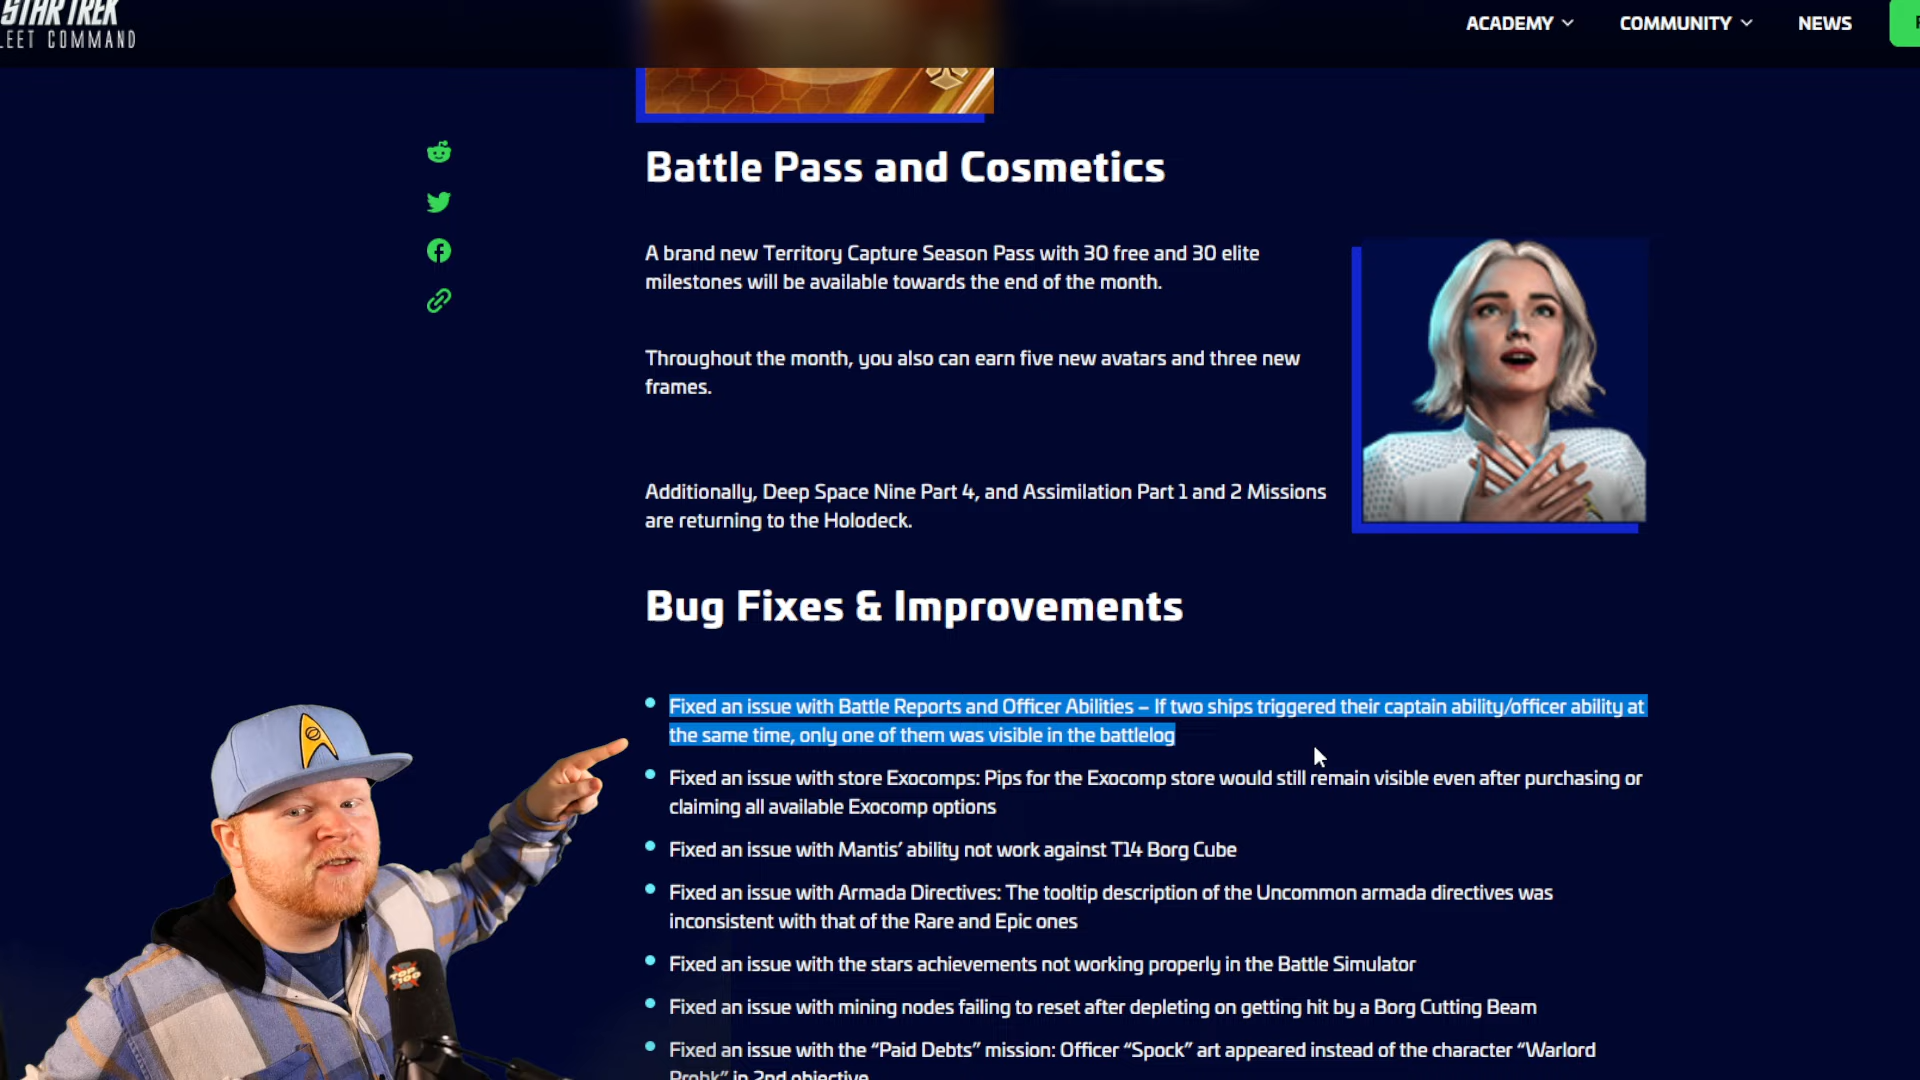 STAR TREK
FLEET COMMAND
ACADEMY
COMMUNITY
NEWS
Battle Pass and Cosmetics
A brand new Territory Capture Season Pass with 30 free and 30 elite
milestones will be available towards the end of the month.
Throughout the month, you also can earn five new avatars and three new
frames.
Additionally, Deep Space Nine Part 4, and Assimilation Part 1 and 2 Missions
are returning to the Holodeck.
Bug Fixes & Improvements
Fixed an issue with Battle Reports and Officer Abilities – If two ships triggered their captain ability/officer ability at
the same time, only one of them was visible in the battlelog
Fixed an issue with store Exocomps: Pips for the Exocomp store would still remain visible even after purchasing or
claiming all available Exocomp options
Fixed an issue with Mantis’ ability not work against T14 Borg Cube
Fixed an issue with Armada Directives: The tooltip description of the Uncommon armada directives was
inconsistent with that of the Rare and Epic ones
Fixed an issue with the stars achievements not working properly in the Battle Simulator
Fixed an issue with mining nodes failing to reset after depleting on getting hit by a Borg Cutting Beam
Fixed an issue with the “Paid Debts” mission: Officer “Spock” art appeared instead of the character “Warlord
Probk” in 2nd objective
TOP
100